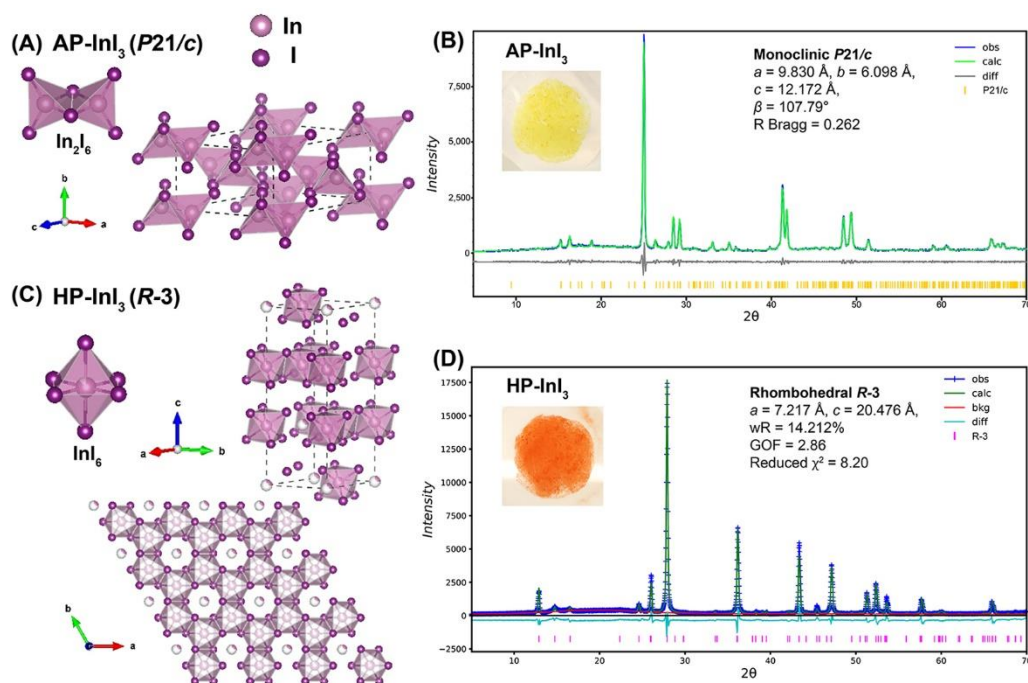 (A) AP-InI₃ (P21/c)
In
I
In₂I₆
b
c
a
(B)
AP-InI₃
Monoclinic P21/c
a = 9.830 Å, b = 6.098 Å,
c = 12.172 Å,
β = 107.79°
R Bragg = 0.262
obs
calc
diff
P21/c
Intensity
7,500
5,000
2,500
0
10
20
30
40
50
60
70
2θ
(C) HP-InI₃ (R-3)
InI₆
c
a
b
b
a
(D)
HP-InI₃
Rhombohedral R-3
a = 7.217 Å, c = 20.476 Å,
wR = 14.212%
GOF = 2.86
Reduced χ² = 8.20
obs
calc
bkg
diff
R-3
Intensity
17500
15000
12500
10000
7500
5000
2500
0
−2500
10
20
30
40
50
60
70
2θ